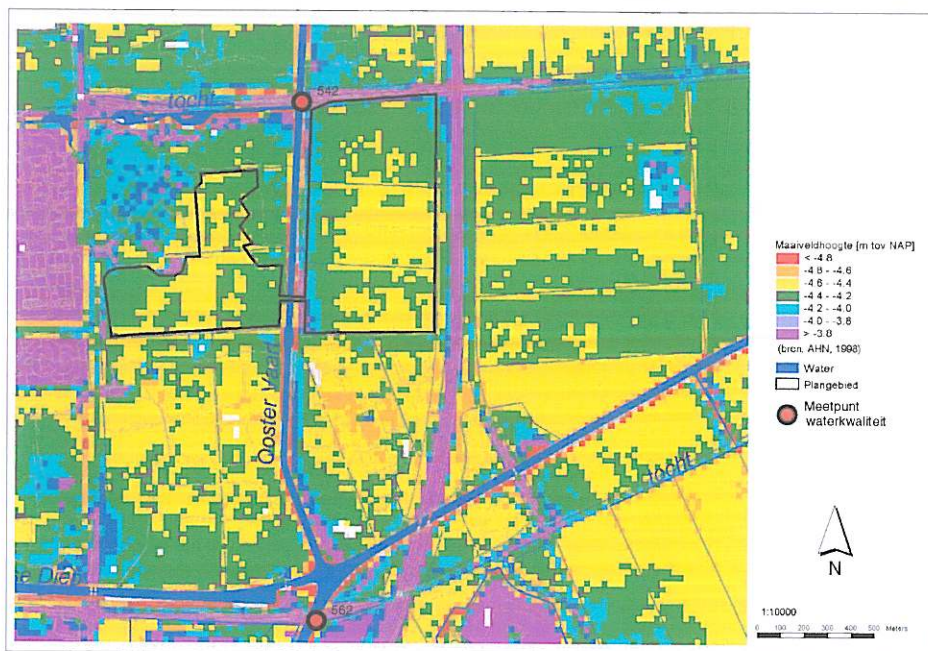 tocht
542
Maaiveldhoogte [m tov NAP]
< -4.8
-4.8 - -4.6
-4.6 - -4.4
-4.4 - -4.2
-4.2 - -4.0
-4.0 - -3.8
> -3.8
(bron, AHN, 1998)
Water
Plangebied
Meetpunt
waterkwaliteit
Ooster Vaart
tocht
562
N
1:10000
0 100 200 300 400 500 Meters